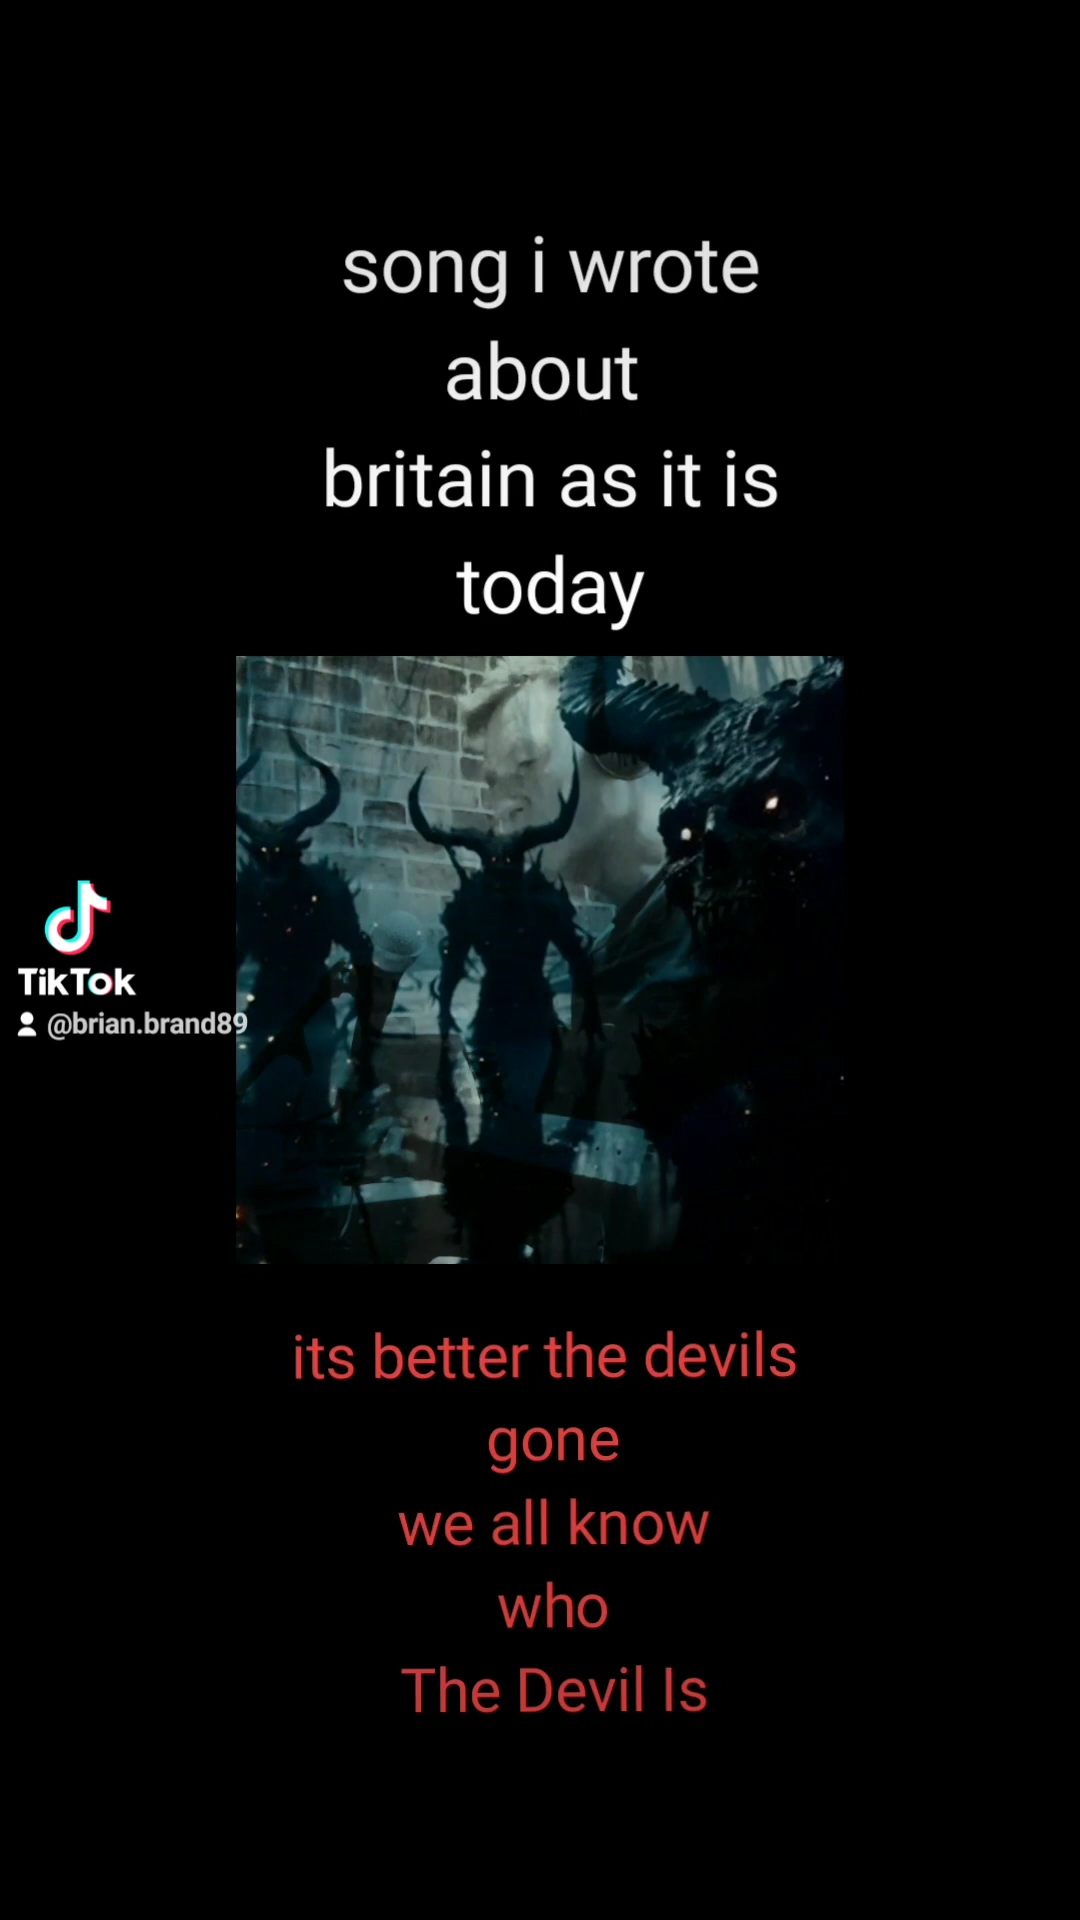 song i wrote
about
britain as it is
today
TikTok
@brian.brand89
its better the devils
gone
we all know
who
The Devil Is